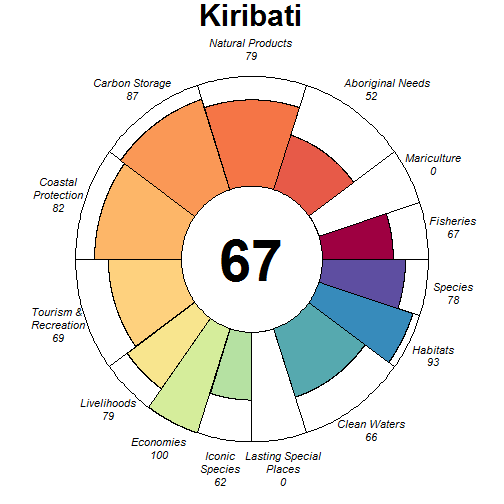 Kiribati
Natural Products
79
Carbon Storage
87
Aboriginal Needs
52
Mariculture
0
Coastal
Protection
82
Fisheries
67
67
Species
78
Tourism &
Recreation
69
Habitats
93
Livelihoods
79
Clean Waters
66
Economies
100
Iconic
Species
62
Lasting Special
Places
0